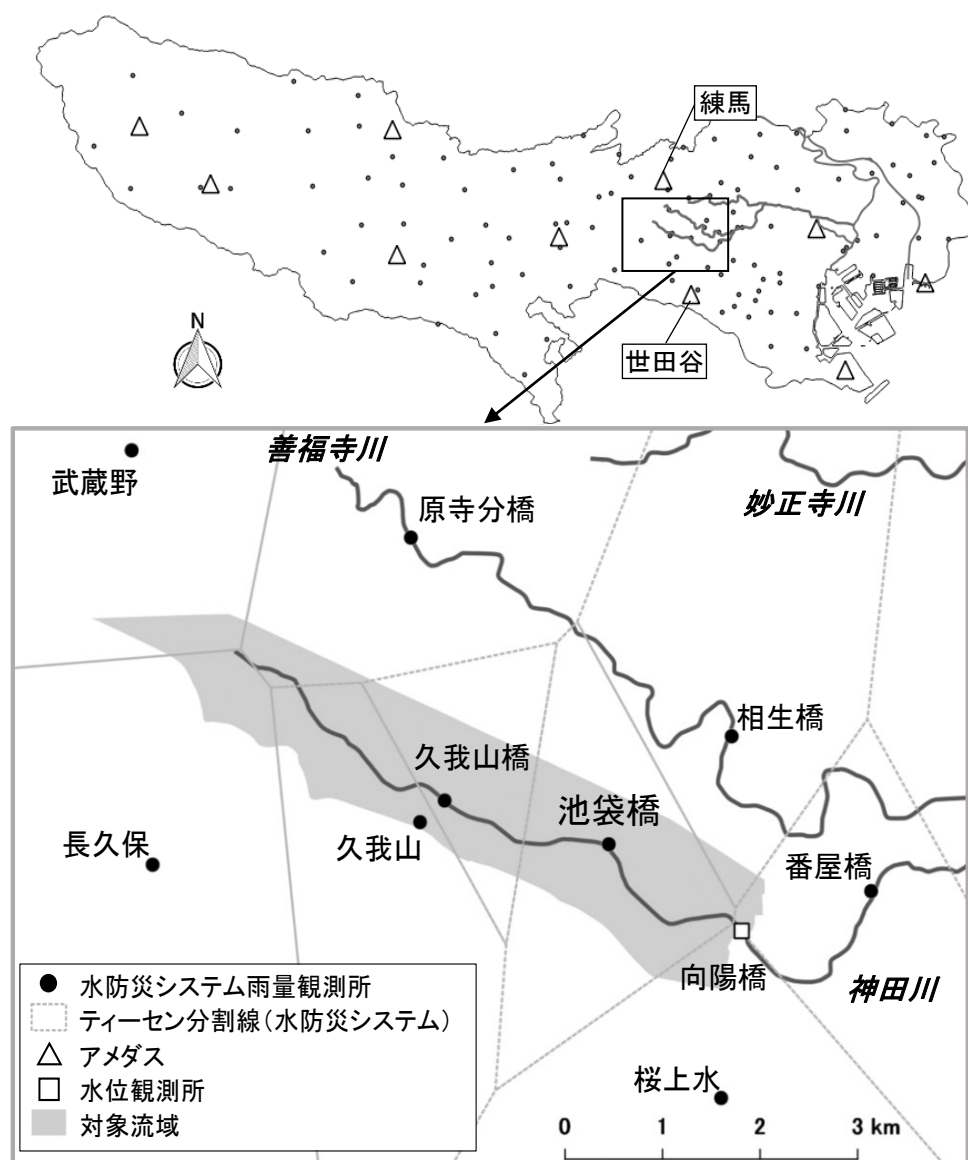 練馬
N
世田谷
善福寺川
武蔵野
原寺分橋
妙正寺川
相生橋
久我山橋
池袋橋
長久保
久我山
番屋橋
向陽橋
神田川
水防災システム雨量観測所
ティーセン分割線(水防災システム)
アメダス
水位観測所
対象流域
桜上水
0 1 2 3 km